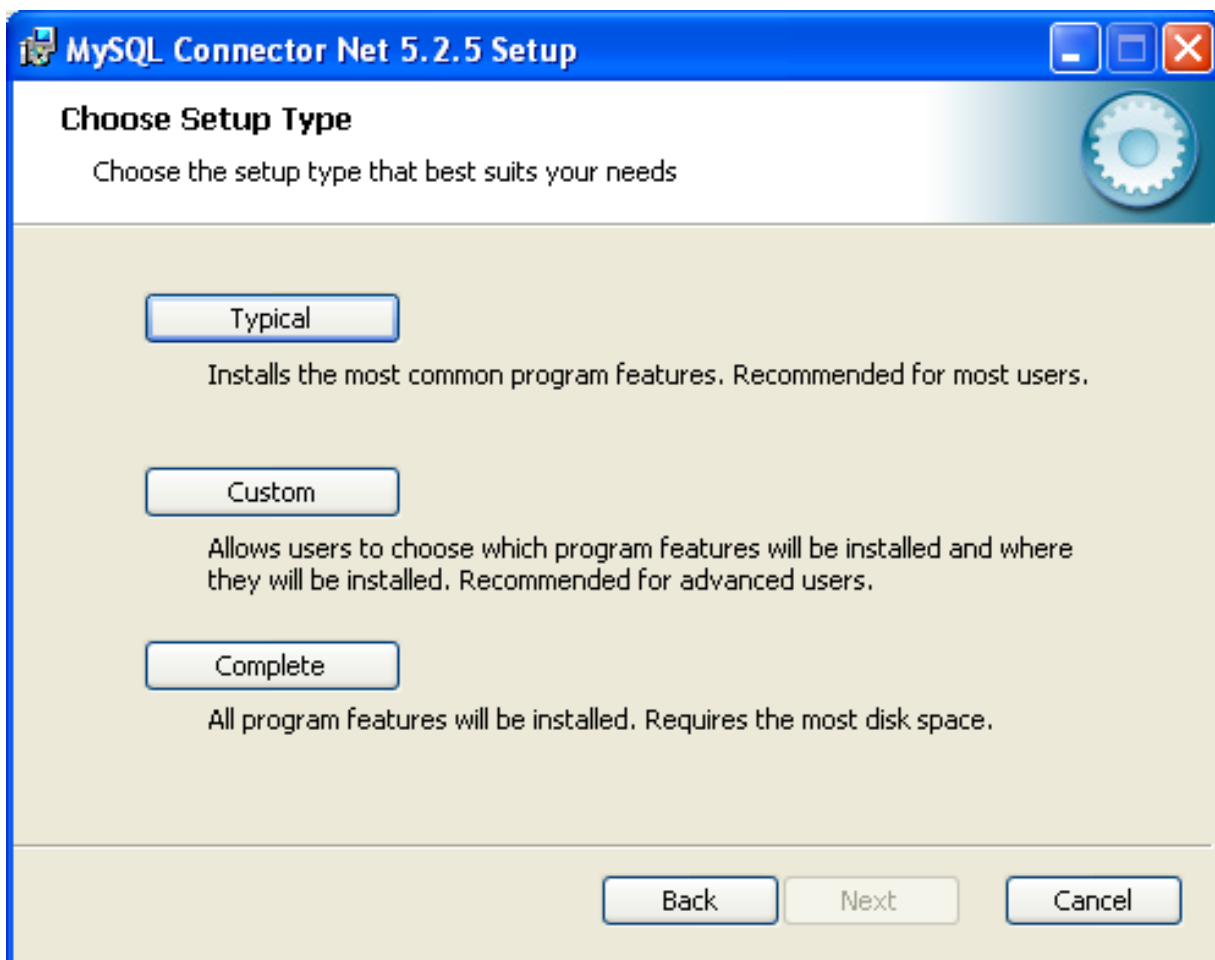 MySQL Connector Net 5.2.5 Setup
Choose Setup Type
Choose the setup type that best suits your needs
Typical
Installs the most common program features. Recommended for most users.
Custom
Allows users to choose which program features will be installed and where
they will be installed. Recommended for advanced users.
Complete
All program features will be installed. Requires the most disk space.
Back Next Cancel